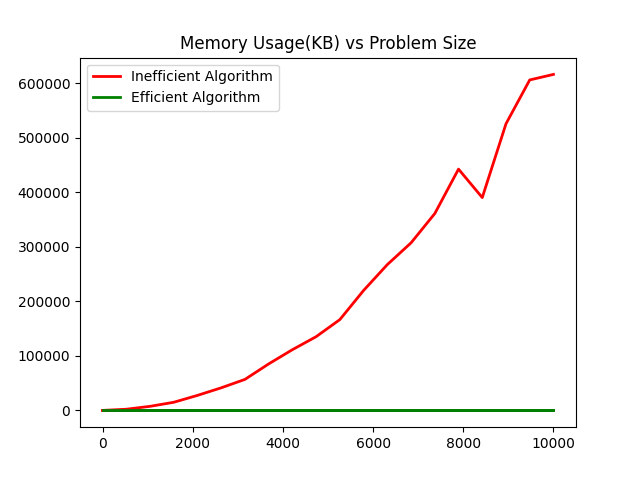 Memory Usage(KB) vs Problem Size
Inefficient Algorithm
Efficient Algorithm
600000
500000
400000
300000
200000
100000
0
0 2000 4000 6000 8000 10000